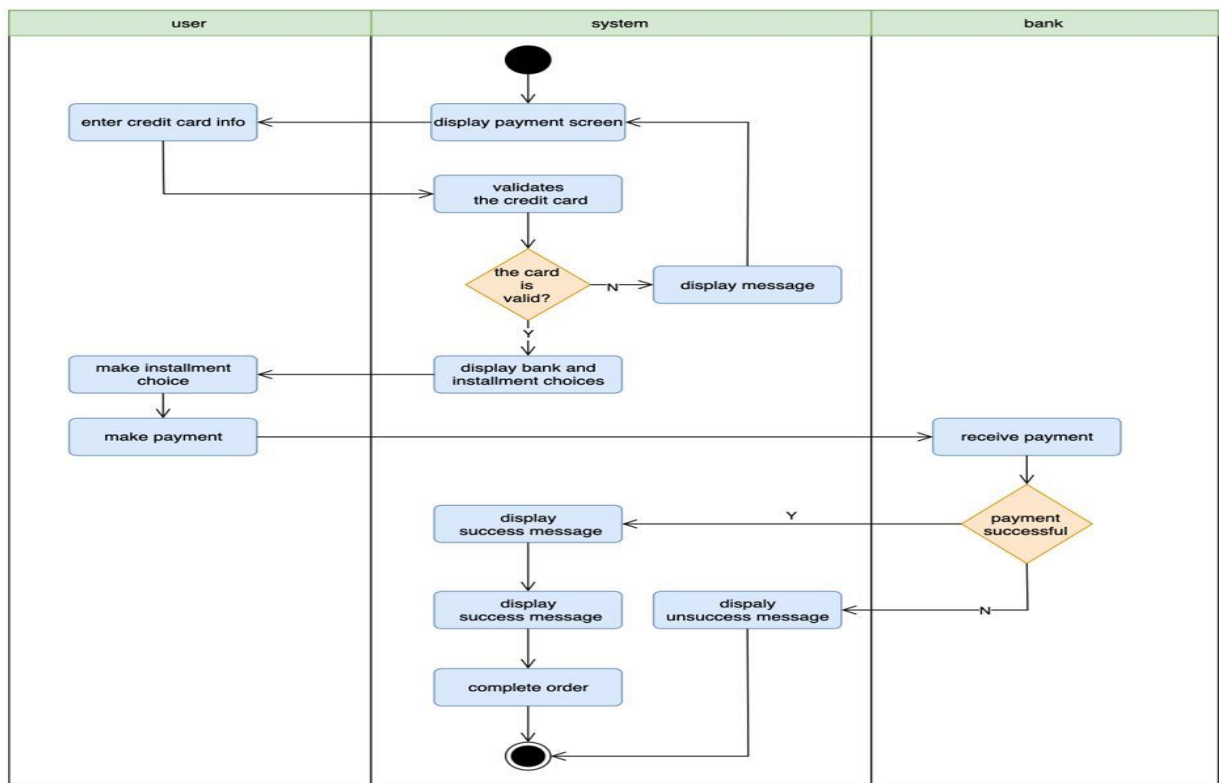 user
system
bank
enter credit card info
display payment screen
validates
the credit card
the card
is
valid?
N
display message
Y
make installment
choice
display bank and
installment choices
make payment
receive payment
display
success message
Y
payment
successful
display
success message
dispaly
unsuccess message
N
complete order